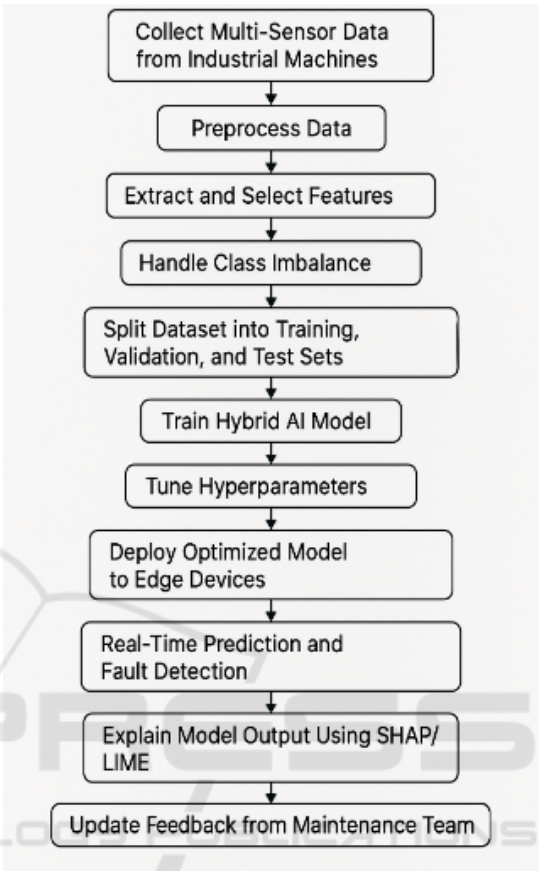 Collect Multi-Sensor Data
from Industrial Machines
Preprocess Data
Extract and Select Features
Handle Class Imbalance
Split Dataset into Training,
Validation, and Test Sets
Train Hybrid AI Model
Tune Hyperparameters
Deploy Optimized Model
to Edge Devices
Real-Time Prediction and
Fault Detection
Explain Model Output Using SHAP/
LIME
Update Feedback from Maintenance Team
PRESS
PUBLICATIONS